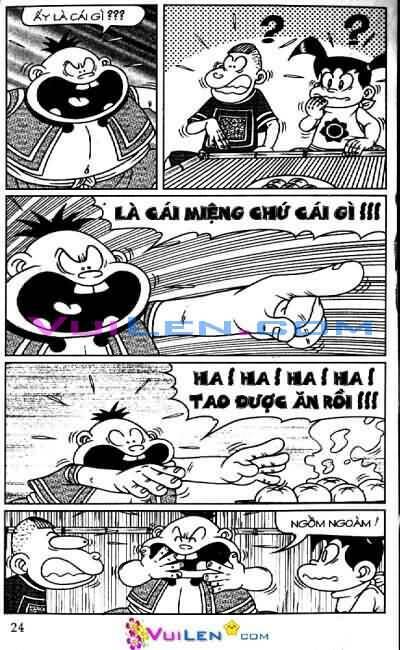 ẤY LÀ CÁI GÌ ???
? ?
LÀ CÁI MIỆNG CHỨ CÁI GÌ !!!
VUILEN.COM
HA! HA! HA! HA!
TAO ĐƯỢC ĂN RỒI !!!
NGỒM NGOÀM!
24
VUILEN.COM